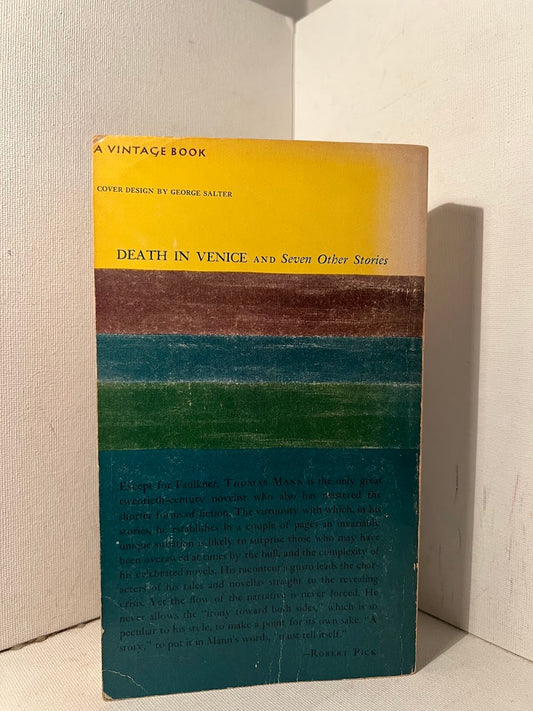 A VINTAGE BOOK
COVER DESIGN BY GEORGE SALTER
DEATH IN VENICE AND Seven Other Stories
Except for Faulkner, THOMAS MANN is the only great
twentieth-century novelist who also has mastered the
shorter forms of fiction. The virtuosity with which, in his
stories, he establishes in a couple of pages an invariably
unique situation is likely to surprise those who may have
been overawed at times by the bulk and the complexity of
his celebrated novels. His raconteur's gusto leads the char-
acters of his tales and novellas straight to the revealing
crisis. Yet the flow of the narrative is never forced. He
never allows the "irony toward both sides," which is so
peculiar to his style, to make a point for its own sake. "A
story," to put it in Mann's words, "must tell itself."
—ROBERT PICK